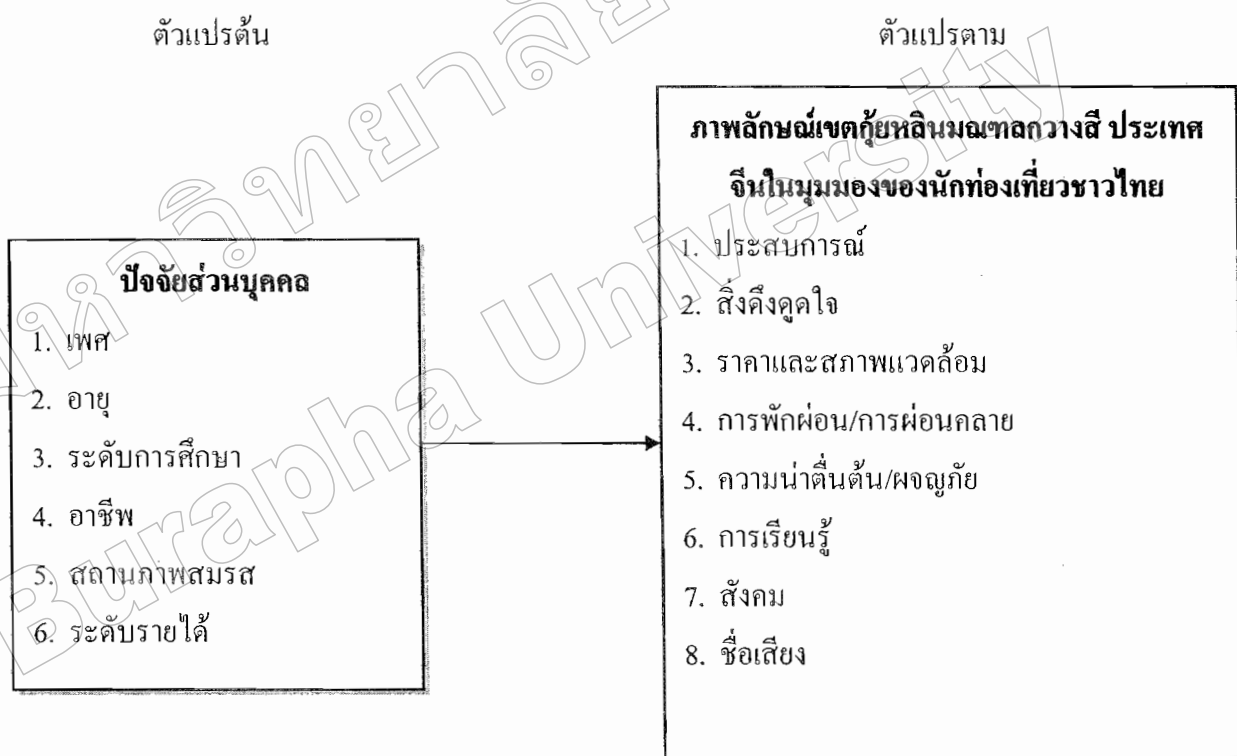 ตัวแปรต้น
ตัวแปรตาม
ปัจจัยส่วนบุคคล
1. เพศ
2. อายุ
3. ระดับการศึกษา
4. อาชีพ
5. สถานภาพสมรส
6. ระดับรายได้
ภาพลักษณ์เขตกุ้ยหลินมณฑลกวางสี ประเทศ
จีนในมุมมองของนักท่องเที่ยวชาวไทย
1. ประสบการณ์
2. สิ่งดึงดูดใจ
3. ราคาและสภาพแวดล้อม
4. การพักผ่อน/การผ่อนคลาย
5. ความน่าตื่นต้น/ผจญภัย
6. การเรียนรู้
7. สังคม
8. ชื่อเสียง
Burapha University